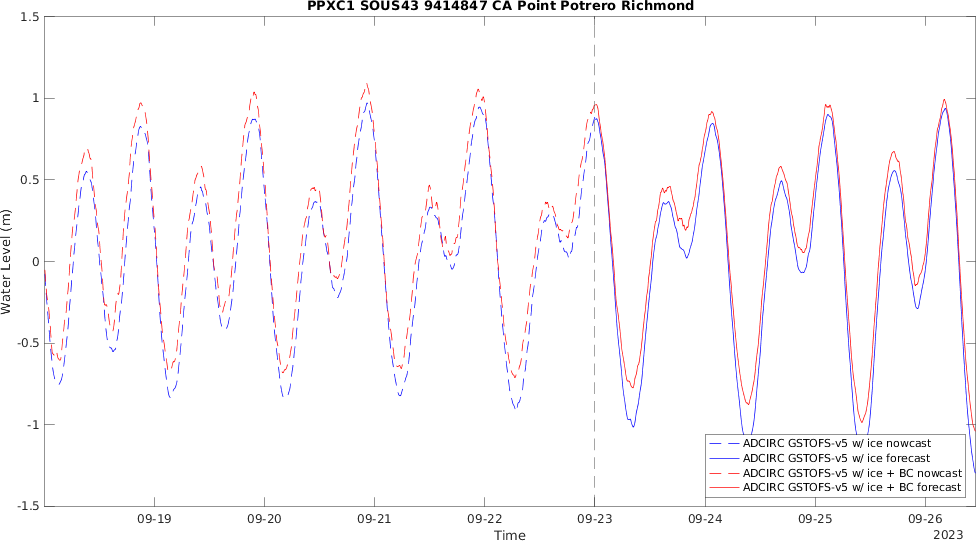 PPXC1 SOUS43 9414847 CA Point Potrero Richmond
1.5
1
0.5
0
-0.5
-1
-1.5
Water Level (m)
ADCIRC GSTOFS-v5 w/ ice nowcast
ADCIRC GSTOFS-v5 w/ ice forecast
ADCIRC GSTOFS-v5 w/ ice + BC nowcast
ADCIRC GSTOFS-v5 w/ ice + BC forecast
09-19 09-20 09-21 09-22 09-23 09-24 09-25 09-26
Time
2023